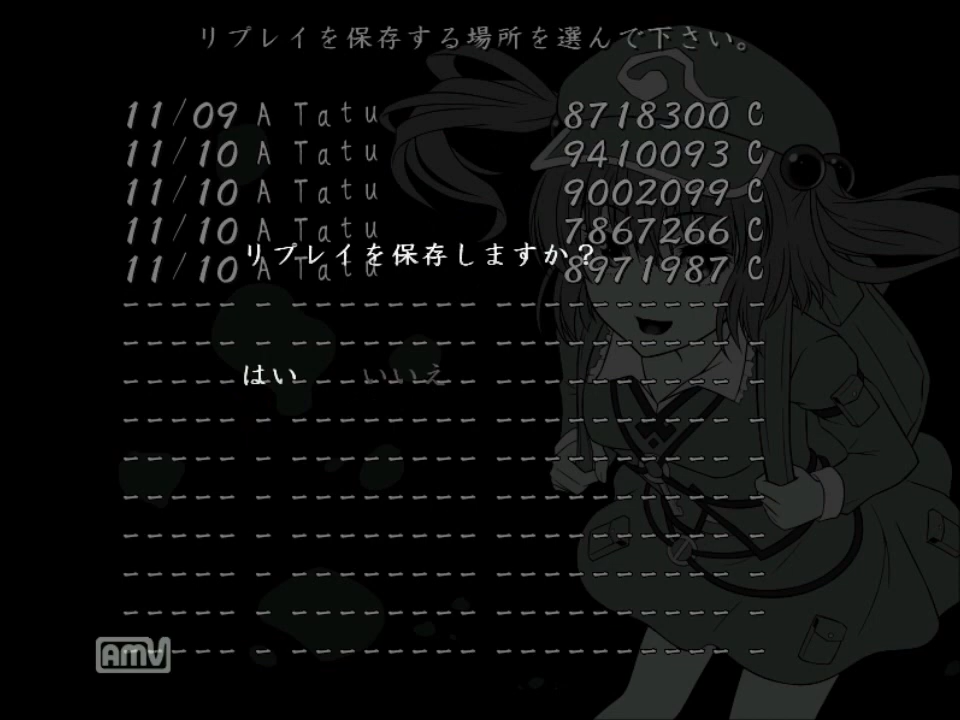 リプレイを保存する場所を選んで下さい。
11/09 A Tatu 8718300 C
11/10 A Tatu 9410093 C
11/10 A Tatu 9002099 C
11/10 A Tatu 7867266 C
リプレイを保存しますか?
11/10 A Tatu 8971987 C
----- - -------- ----------- -
----- - -------- ----------- -
はい いいえ
----- - -------- ----------- -
----- - -------- ----------- -
----- - -------- ----------- -
----- - -------- ----------- -
----- - -------- ----------- -
----- - -------- ----------- -
----- - -------- ----------- -
----- - -------- ----------- -
AMV